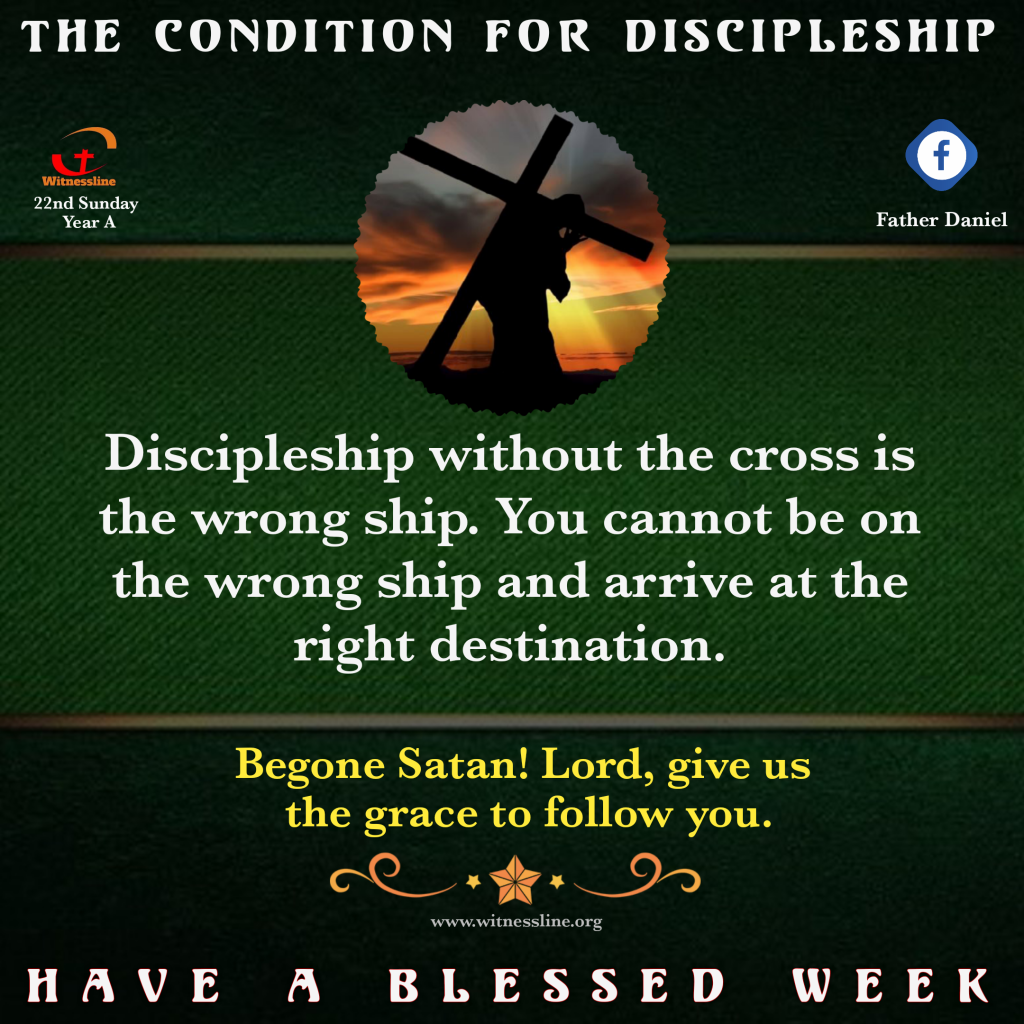 THE CONDITION FOR DISCIPLESHIP
Witnessline
22nd Sunday
Year A
f
Father Daniel
Discipleship without the cross is
the wrong ship. You cannot be on
the wrong ship and arrive at the
right destination.
Begone Satan! Lord, give us
the grace to follow you.
www.witnessline.org
HAVE A BLESSED WEEK